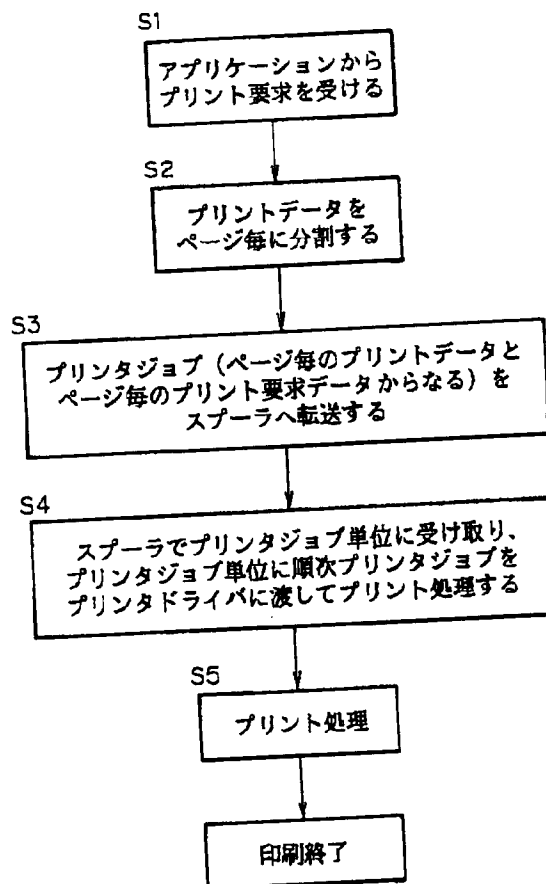 S1
アプリケーションから
プリント要求を受ける
S2
プリントデータを
ページ毎に分割する
S3
プリンタジョブ(ページ毎のプリントデータと
ページ毎のプリント要求データからなる)を
スプーラへ転送する
S4
スプーラでプリンタジョブ単位に受け取り、
プリンタジョブ単位に順次プリンタジョブを
プリンタドライバに渡してプリント処理する
S5
プリント処理
印刷終了